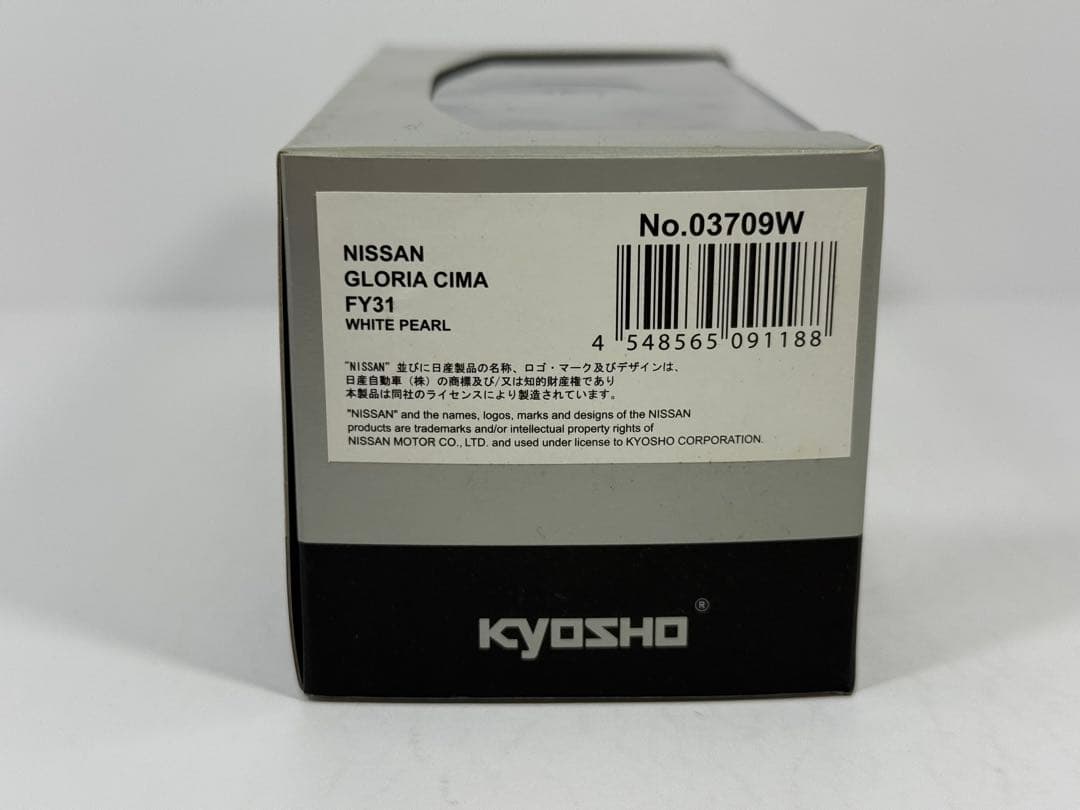 No.03709W
NISSAN
GLORIA CIMA
FY31
WHITE PEARL
4 548565 091188
"NISSAN" 並びに日産製品の名称、ロゴ・マーク及びデザインは、
日産自動車（株）の商標及び/又は知的財産権であり
本製品は同社のライセンスにより製造されています。
"NISSAN" and the names, logos, marks and designs of the NISSAN
products are trademarks and/or intellectual property rights of
NISSAN MOTOR CO., LTD. and used under license to KYOSHO CORPORATION.
KYOSHO®